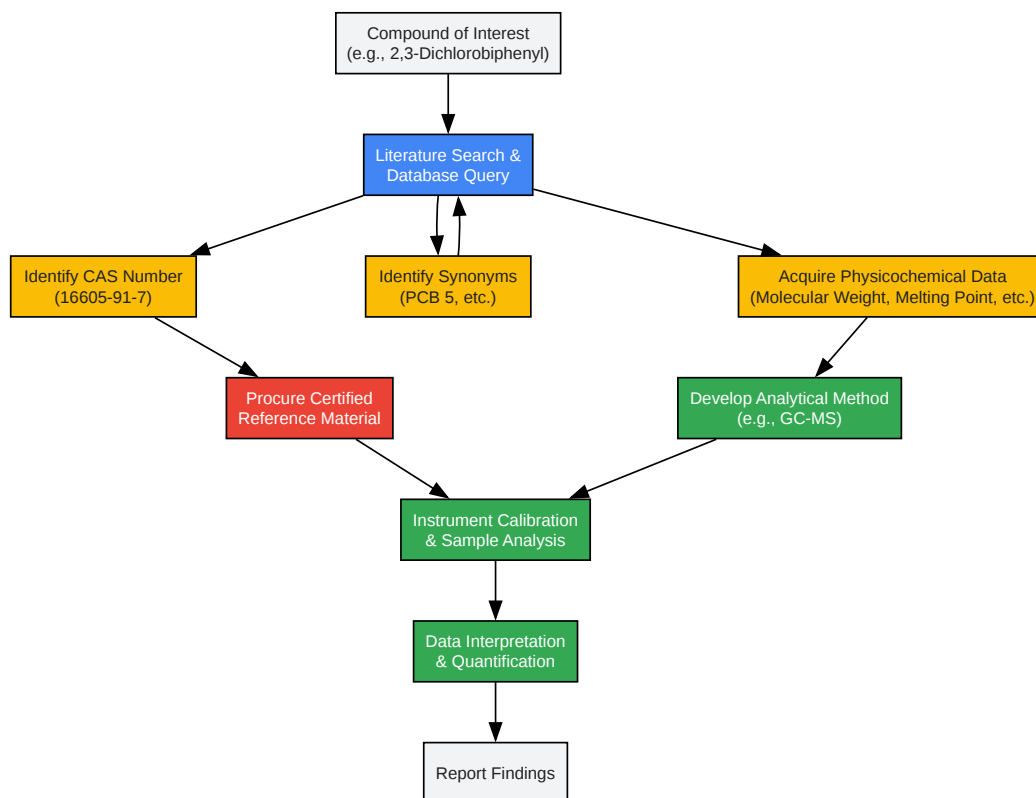 Compound of Interest
(e.g., 2,3-Dichlorobiphenyl)
Literature Search &
Database Query
Identify CAS Number
(16605-91-7)
Identify Synonyms
(PCB 5, etc.)
Acquire Physicochemical Data
(Molecular Weight, Melting Point, etc.)
Procure Certified
Reference Material
Develop Analytical Method
(e.g., GC-MS)
Instrument Calibration
& Sample Analysis
Data Interpretation
& Quantification
Report Findings